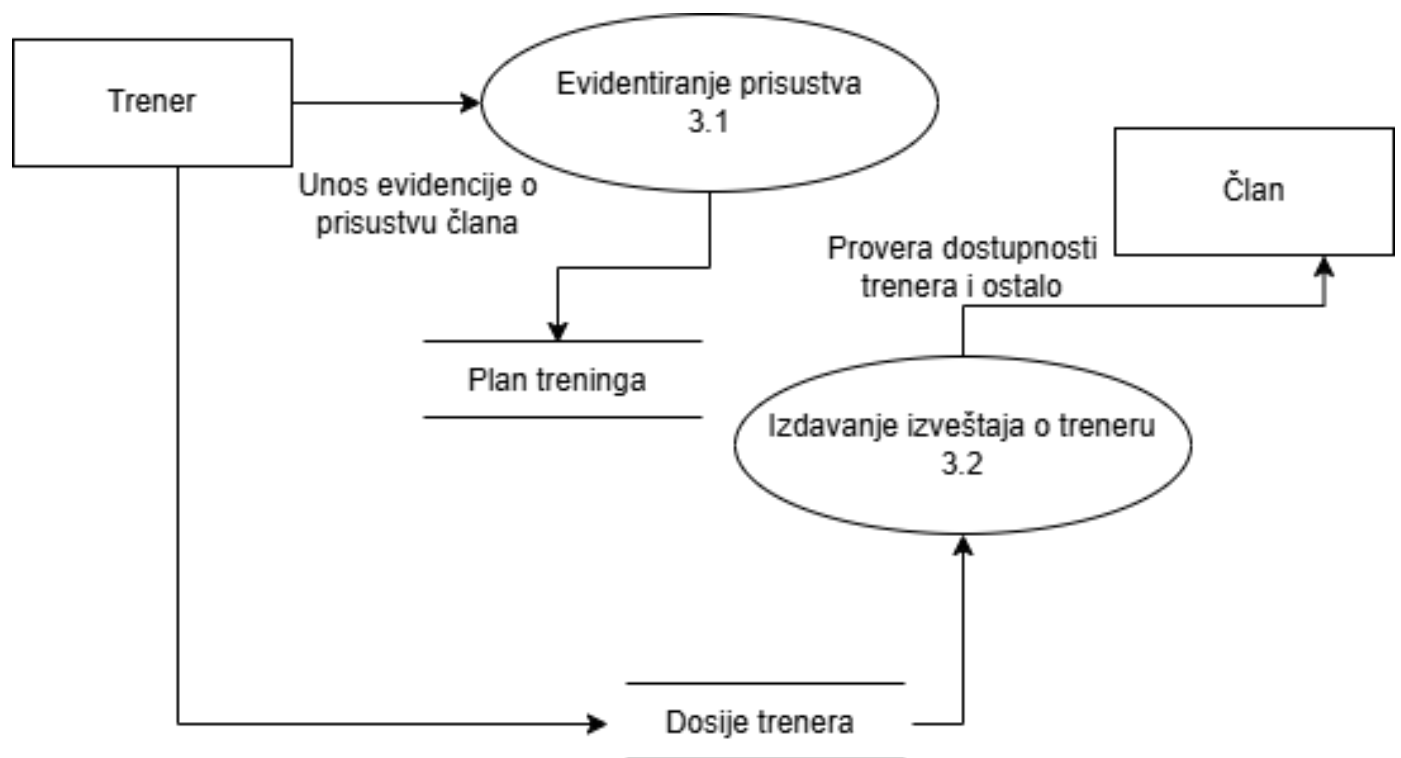 Trener
Evidentiranje prisustva
3.1
Unos evidencije o
prisustvu člana
Član
Provera dostupnosti
trenera i ostalo
Plan treninga
Izdavanje izveštaja o treneru
3.2
Dosije trenera